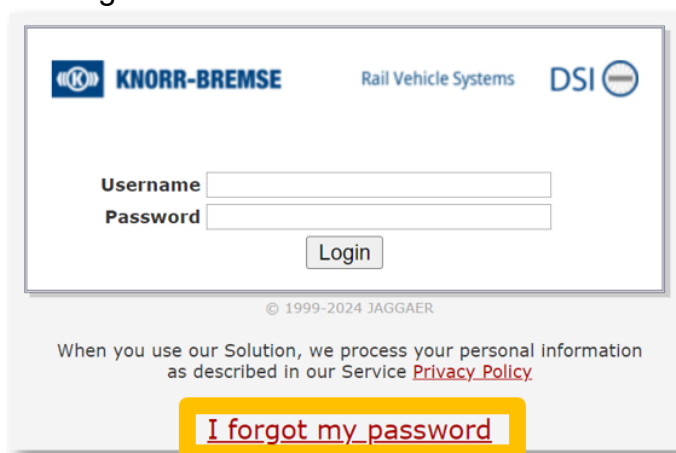 KNORR-BREMSE Rail Vehicle Systems DSI
Username
Password
Login
© 1999-2024 JAGGAER
When you use our Solution, we process your personal information
as described in our Service Privacy Policy
I forgot my password